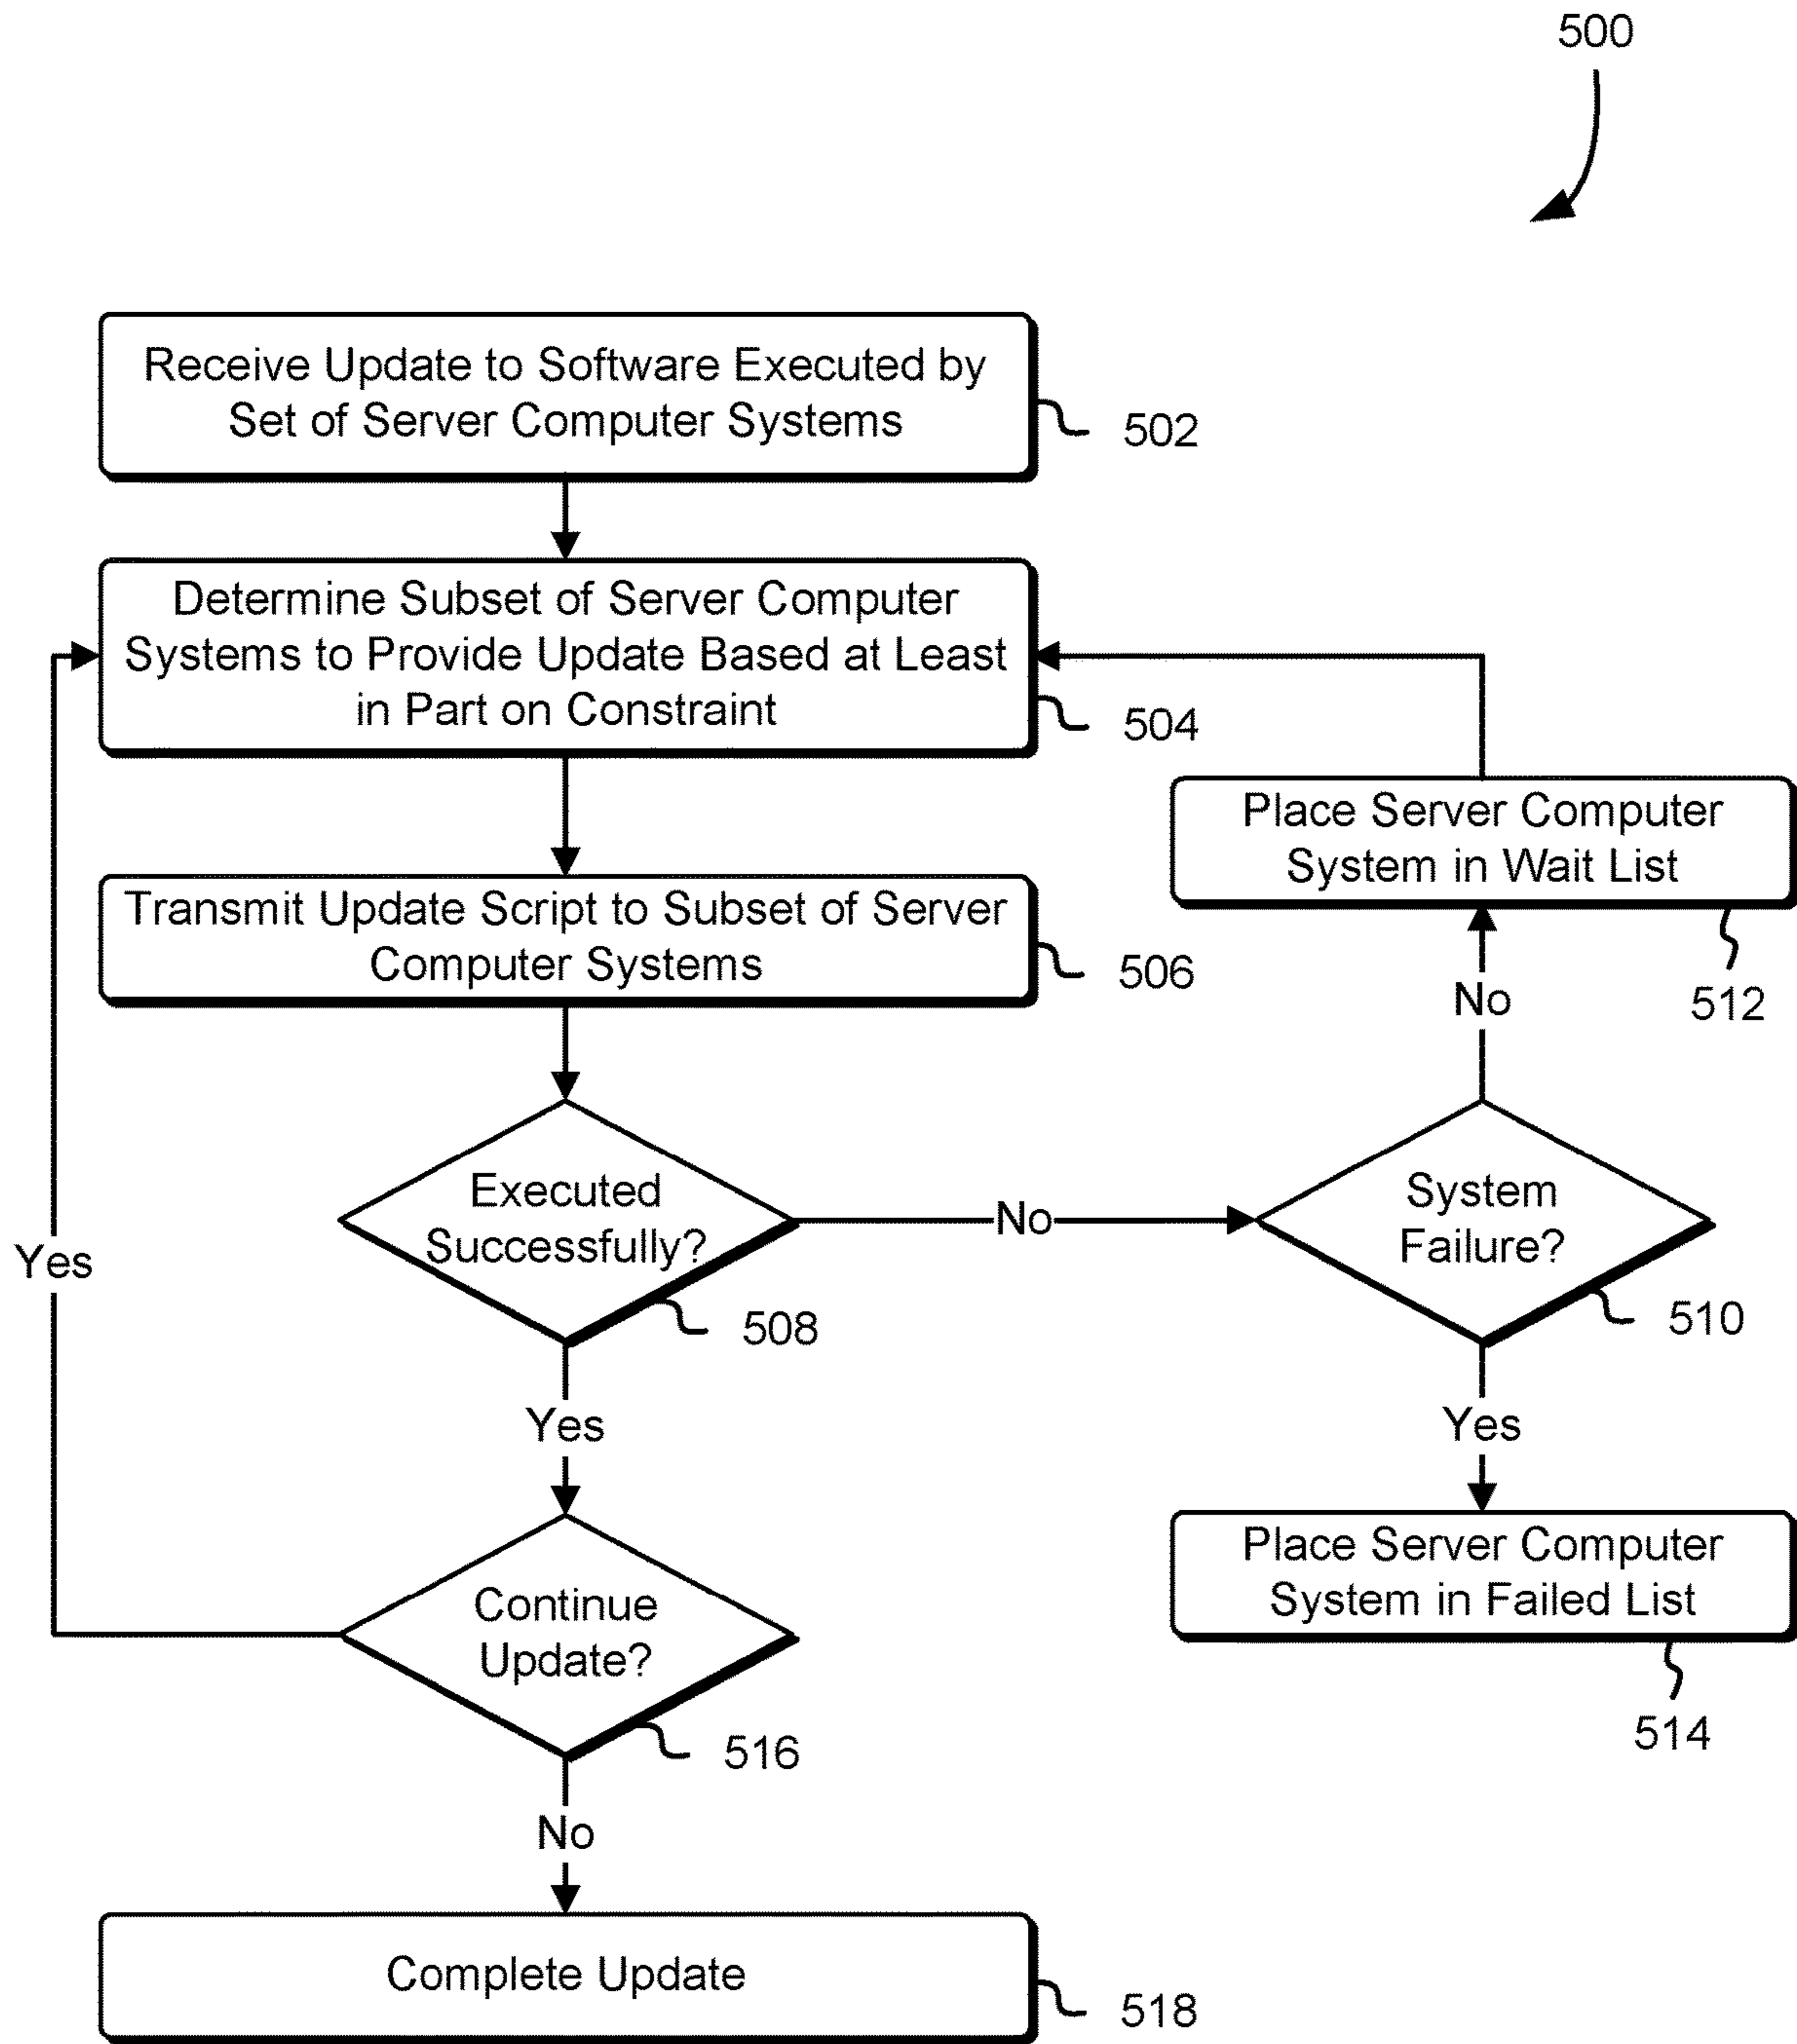 500
Receive Update to Software Executed by
Set of Server Computer Systems
502
Determine Subset of Server Computer
Systems to Provide Update Based at Least
in Part on Constraint
504
Place Server Computer
System in Wait List
512
Transmit Update Script to Subset of Server
Computer Systems
506
No
Executed
Successfully?
508
No
System
Failure?
510
Yes
Yes
Yes
Place Server Computer
System in Failed List
514
Continue
Update?
516
No
Complete Update
518